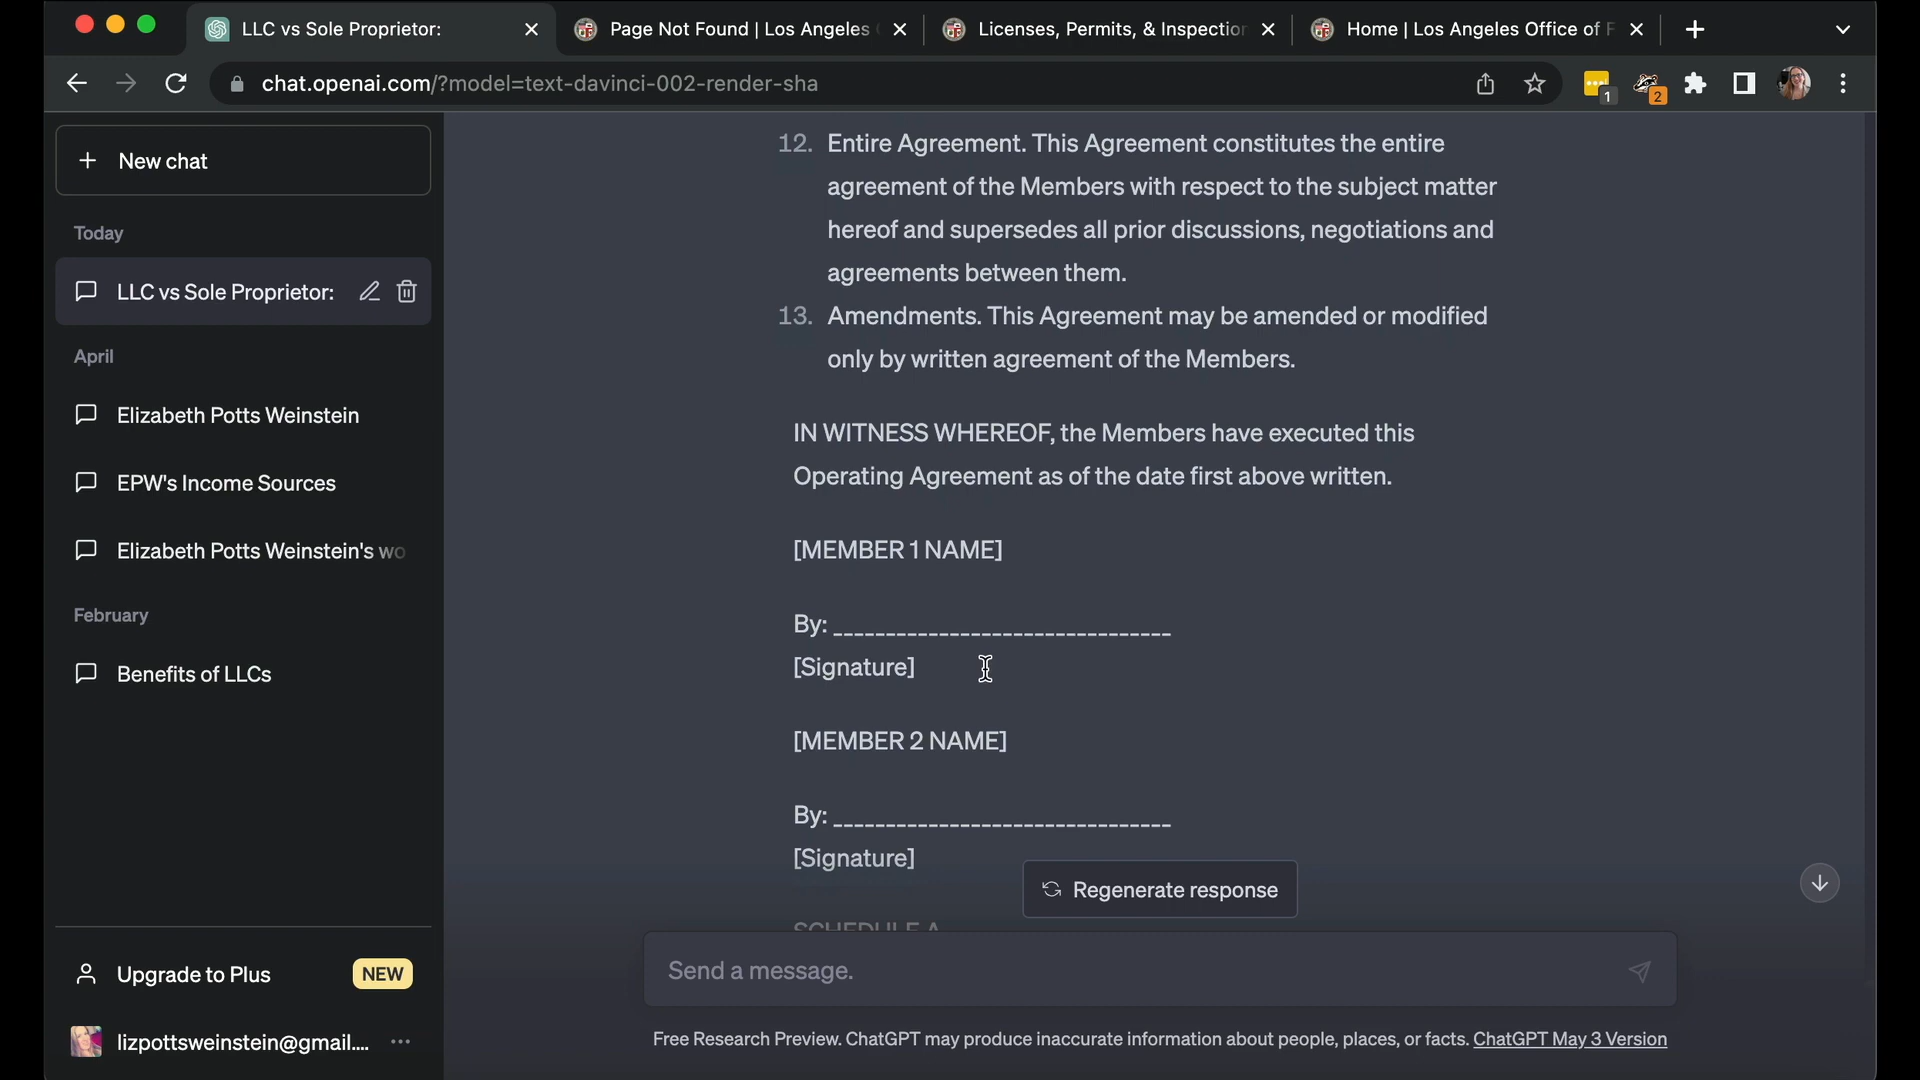 LLC vs Sole Proprietor:
Page Not Found | Los Angeles
Licenses, Permits, & Inspection
Home | Los Angeles Office of F
chat.openai.com/?model=text-davinci-002-render-sha
1
2
New chat
Today
LLC vs Sole Proprietor:
April
Elizabeth Potts Weinstein
EPW's Income Sources
Elizabeth Potts Weinstein's wo
February
Benefits of LLCs
Upgrade to Plus NEW
lizpottsweinstein@gmail....
12. Entire Agreement. This Agreement constitutes the entire
agreement of the Members with respect to the subject matter
hereof and supersedes all prior discussions, negotiations and
agreements between them.
13. Amendments. This Agreement may be amended or modified
only by written agreement of the Members.
IN WITNESS WHEREOF, the Members have executed this
Operating Agreement as of the date first above written.
[MEMBER 1 NAME]
By: ______________________________
[Signature]
[MEMBER 2 NAME]
By: ______________________________
[Signature]
SCHEDULE A
Regenerate response
Send a message.
Free Research Preview. ChatGPT may produce inaccurate information about people, places, or facts. ChatGPT May 3 Version